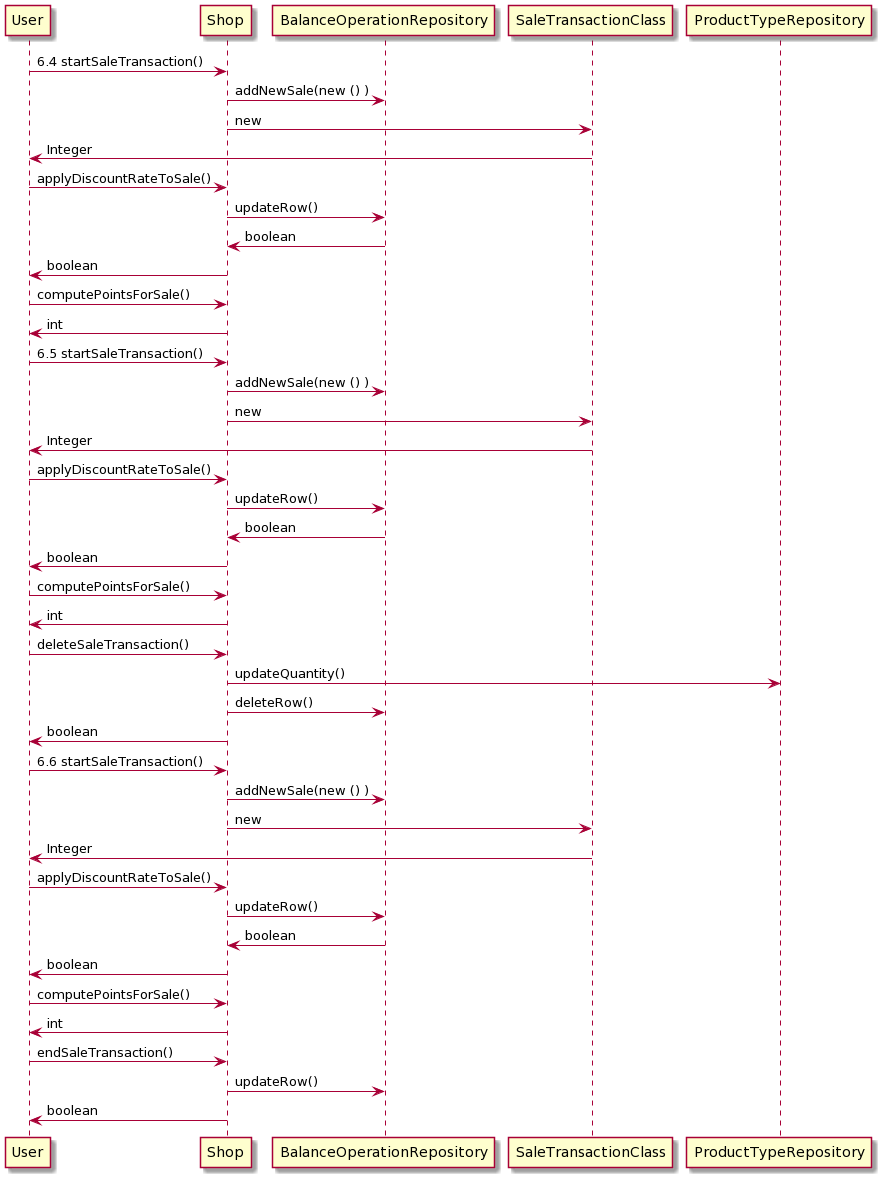 User Shop BalanceOperationRepository SaleTransactionClass ProductTypeRepository
6.4 startSaleTransaction()
addNewSale(new () )
new
Integer
applyDiscountRateToSale()
updateRow()
boolean
boolean
computePointsForSale()
int
6.5 startSaleTransaction()
addNewSale(new () )
new
Integer
applyDiscountRateToSale()
updateRow()
boolean
boolean
computePointsForSale()
int
deleteSaleTransaction()
updateQuantity()
deleteRow()
boolean
6.6 startSaleTransaction()
addNewSale(new () )
new
Integer
applyDiscountRateToSale()
updateRow()
boolean
boolean
computePointsForSale()
int
endSaleTransaction()
updateRow()
boolean
User Shop BalanceOperationRepository SaleTransactionClass ProductTypeRepository